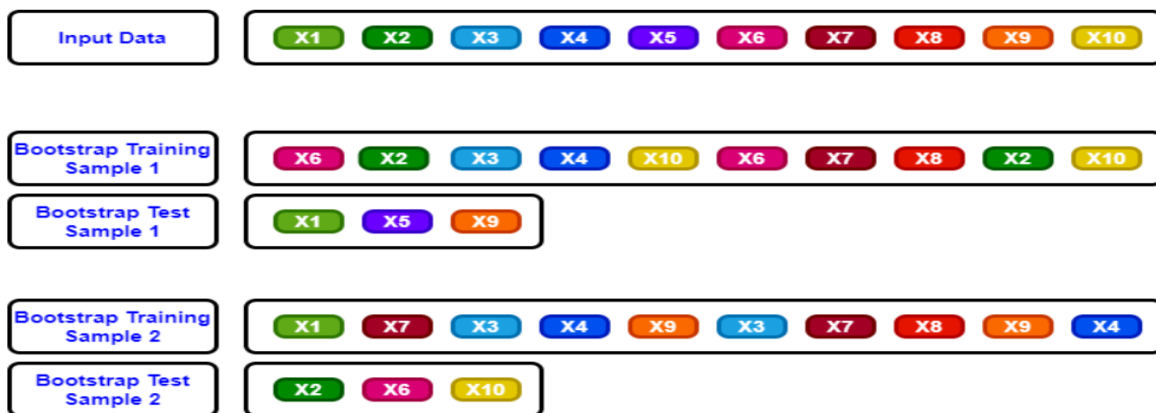 Input Data
X1 X2 X3 X4 X5 X6 X7 X8 X9 X10
Bootstrap Training
Sample 1
X6 X2 X3 X4 X10 X6 X7 X8 X2 X10
Bootstrap Test
Sample 1
X1 X5 X9
Bootstrap Training
Sample 2
X1 X7 X3 X4 X9 X3 X7 X8 X9 X4
Bootstrap Test
Sample 2
X2 X6 X10